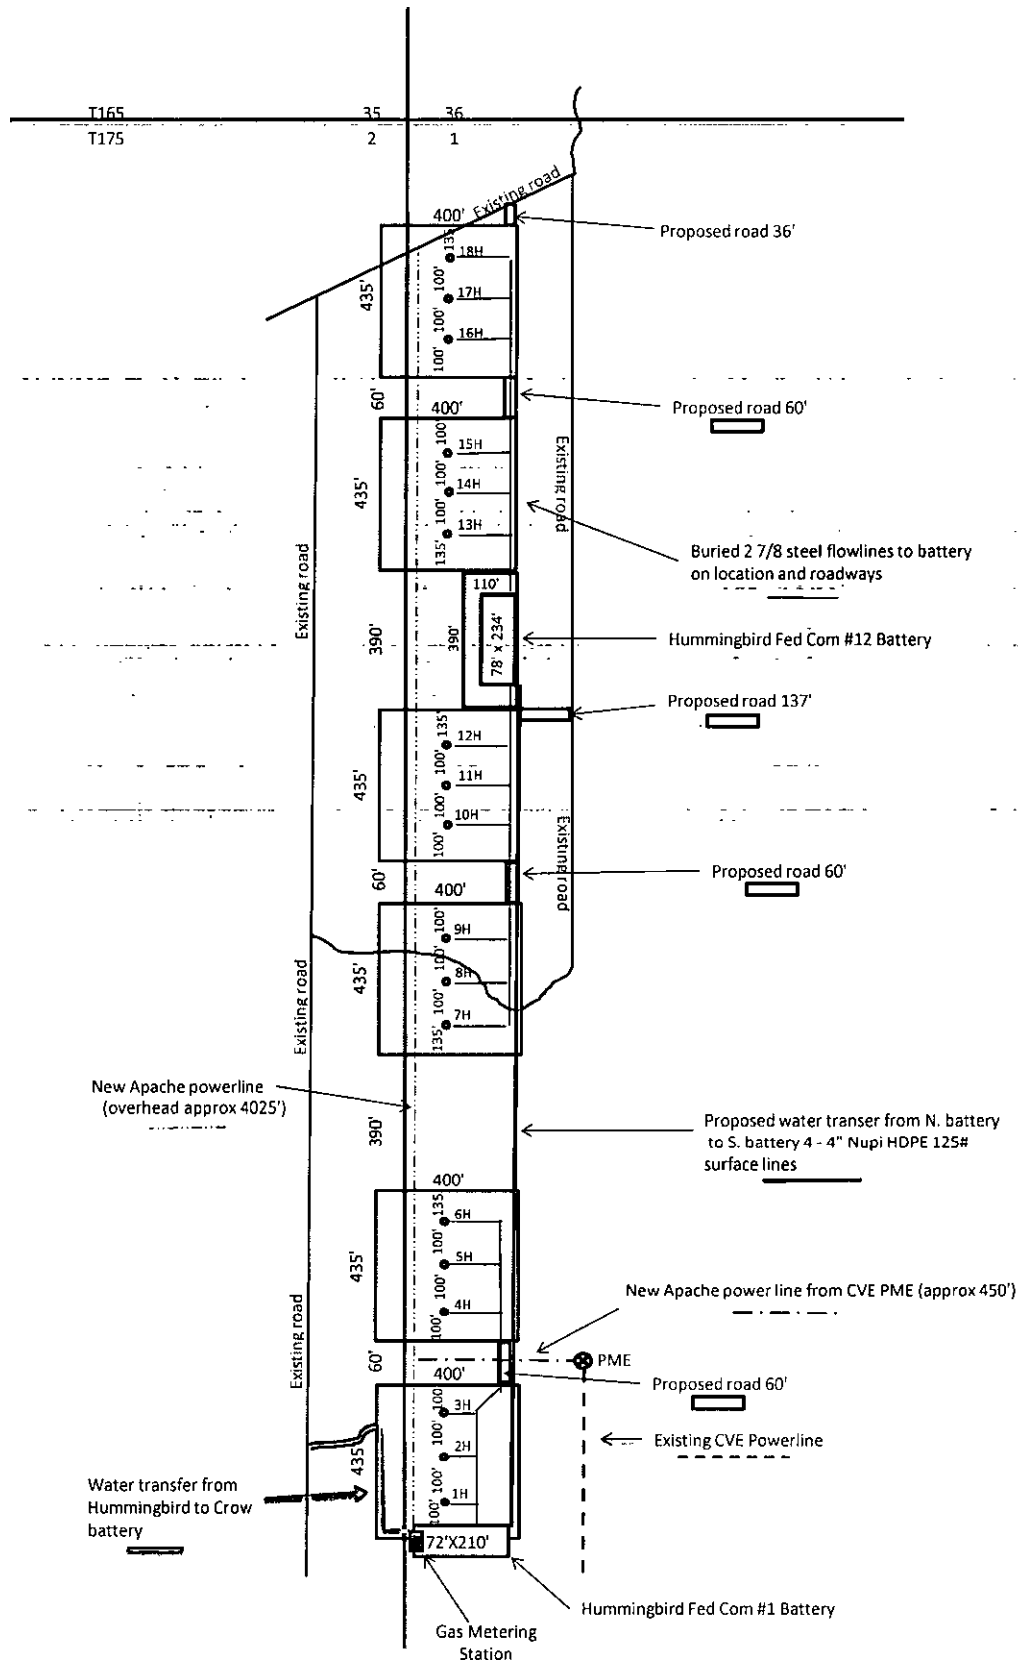 T165 35 36
T175 2 1
Existing road
400'
Proposed road 36'
135'
18H
100'
435'
17H
100'
16H
100'
60'
400'
Proposed road 60'
100'
15H
100'
435'
14H
100'
13H
135'
Existing road
Buried 2 7/8 steel flowlines to battery
on location and roadways
Existing road
110'
390'
390'
78' x 234'
Hummingbird Fed Com #12 Battery
Proposed road 137'
135'
12H
100'
435'
11H
100'
10H
100'
Existing road
60'
400'
Proposed road 60'
100'
9H
100'
435'
8H
100'
7H
135'
Existing road
New Apache powerline
(overhead approx 4025')
390'
Proposed water transer from N. battery
to S. battery 4 - 4" Nupi HDPE 125#
surface lines
400'
135
6H
100'
435'
5H
100'
4H
100'
New Apache power line from CVE PME (approx 450')
Existing road
60'
400'
PME
Proposed road 60'
100
3H
100'
435'
2H
100'
1H
100'
Existing CVE Powerline
Water transfer from
Hummingbird to Crow
battery
72'X210'
Hummingbird Fed Com #1 Battery
Gas Metering
Station